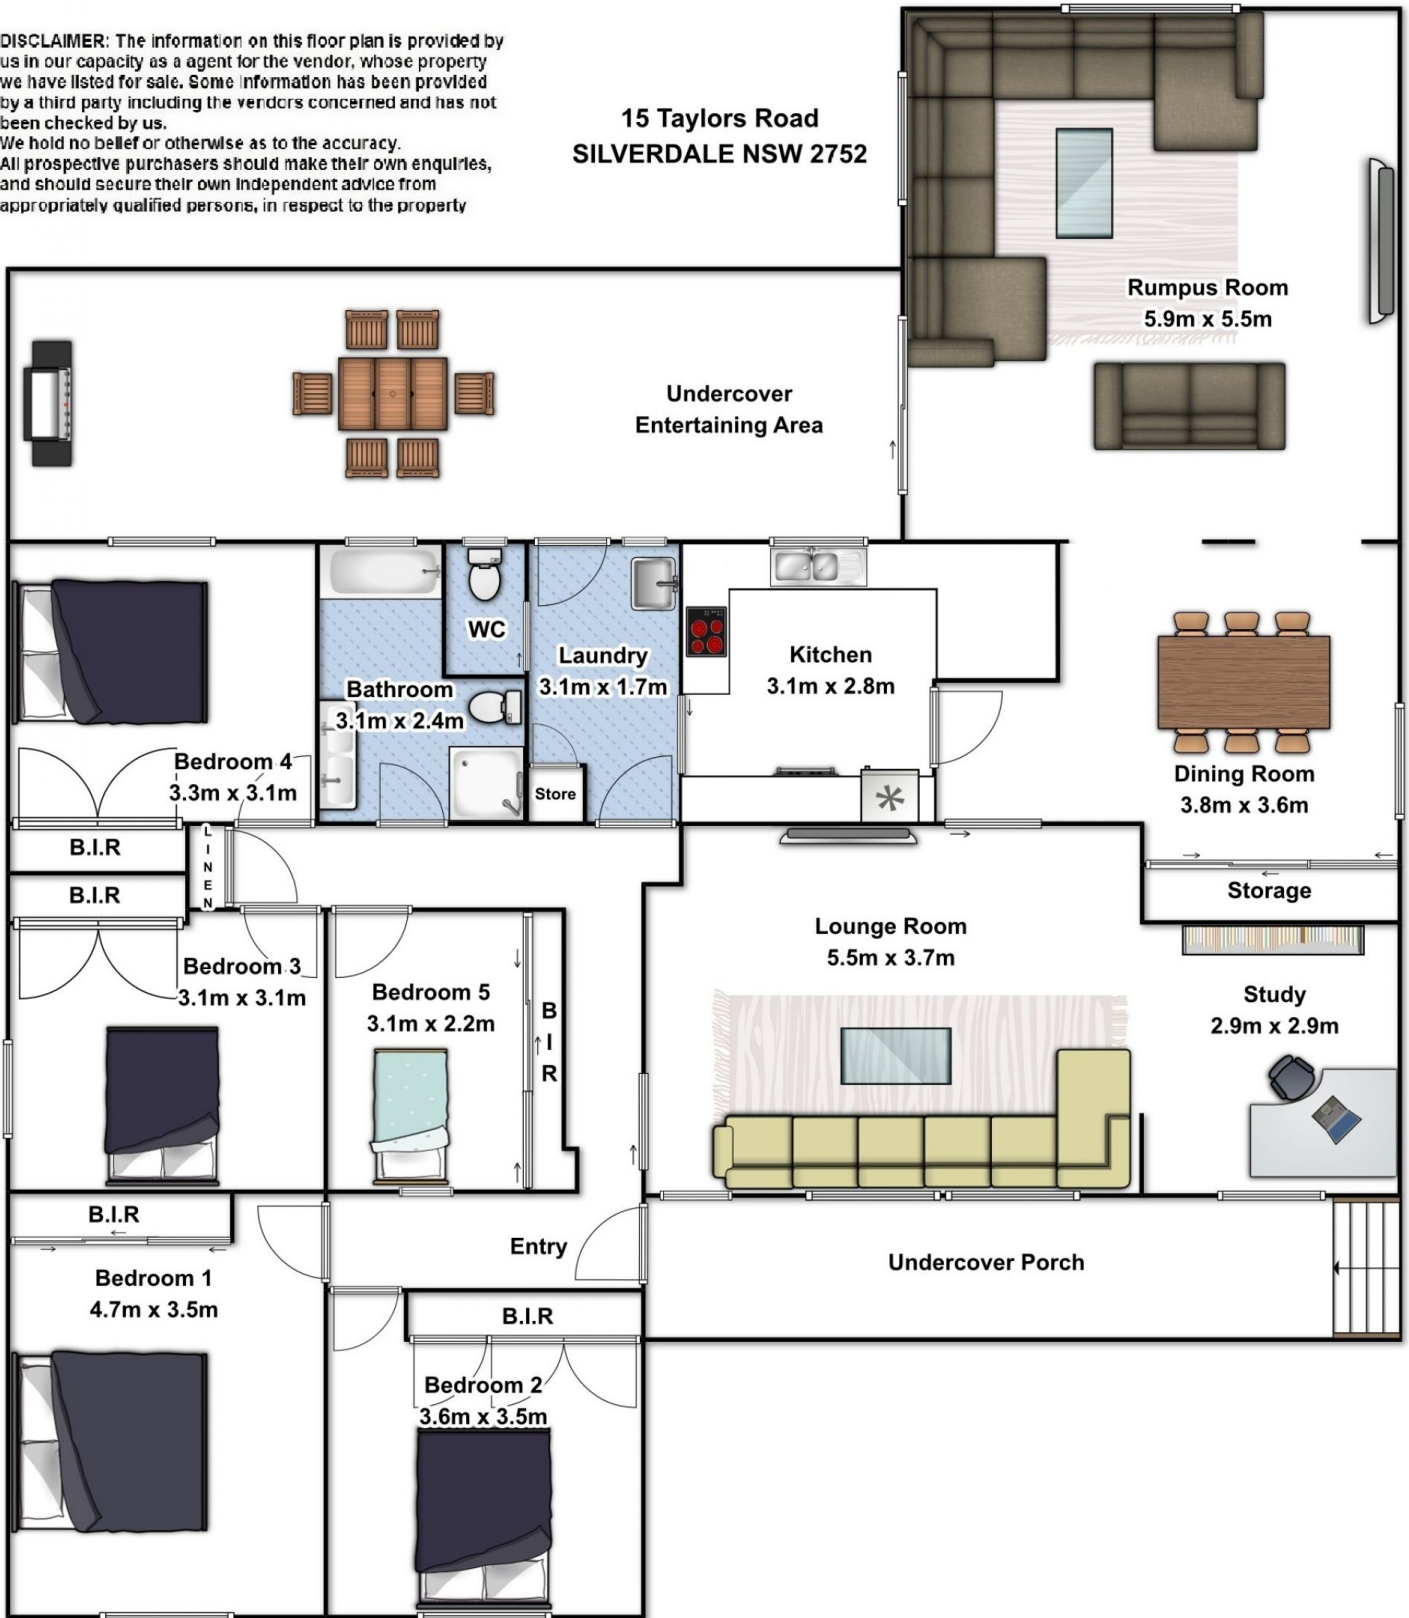 DISCLAIMER: The information on this floor plan is provided by
us in our capacity as a agent for the vendor, whose property
we have listed for sale. Some information has been provided
by a third party including the vendors concerned and has not
been checked by us.
We hold no belief or otherwise as to the accuracy.
All prospective purchasers should make their own enquiries,
and should secure their own independent advice from
appropriately qualified persons, in respect to the property
15 Taylors Road
SILVERDALE NSW 2752
Rumpus Room
5.9m x 5.5m
Undercover
Entertaining Area
WC
Laundry
3.1m x 1.7m
Kitchen
3.1m x 2.8m
Bathroom
3.1m x 2.4m
Bedroom 4
3.3m x 3.1m
Store
Dining Room
3.8m x 3.6m
B.I.R
LINEN
B.I.R
Storage
Lounge Room
5.5m x 3.7m
Bedroom 3
3.1m x 3.1m
Bedroom 5
3.1m x 2.2m
BIR
Study
2.9m x 2.9m
B.I.R
Entry
Undercover Porch
Bedroom 1
4.7m x 3.5m
B.I.R
Bedroom 2
3.6m x 3.5m